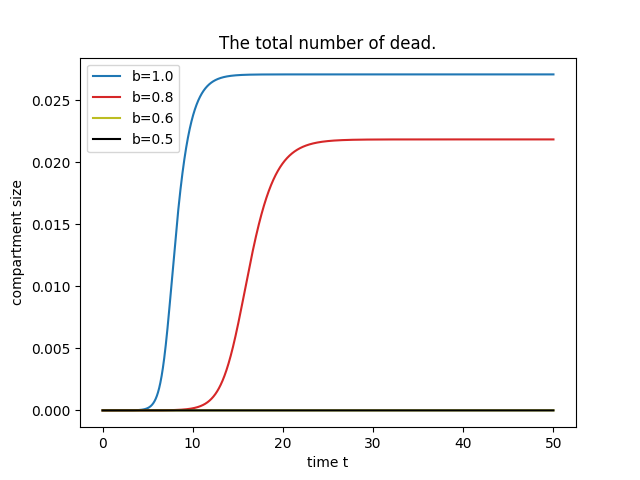 The total number of dead.
b=1.0
b=0.8
b=0.6
b=0.5
compartment size
0.025
0.020
0.015
0.010
0.005
0.000
0 10 20 30 40 50
time t